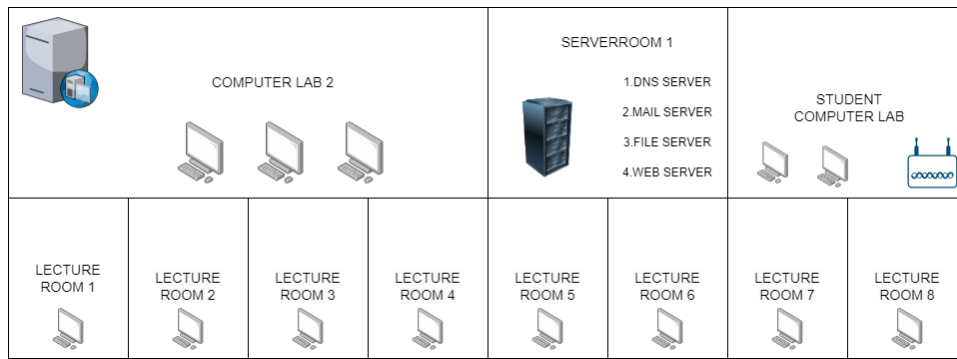 COMPUTER LAB 2
SERVERROOM 1
1.DNS SERVER
2.MAIL SERVER
3.FILE SERVER
4.WEB SERVER
STUDENT
COMPUTER LAB
LECTURE
ROOM 1
LECTURE
ROOM 2
LECTURE
ROOM 3
LECTURE
ROOM 4
LECTURE
ROOM 5
LECTURE
ROOM 6
LECTURE
ROOM 7
LECTURE
ROOM 8